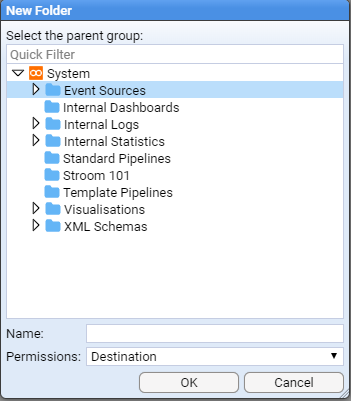 New Folder
Select the parent group:
Quick Filter
System
Event Sources
Internal Dashboards
Internal Logs
Internal Statistics
Standard Pipelines
Stroom 101
Template Pipelines
Visualisations
XML Schemas
Name:
Permissions: Destination
OK Cancel